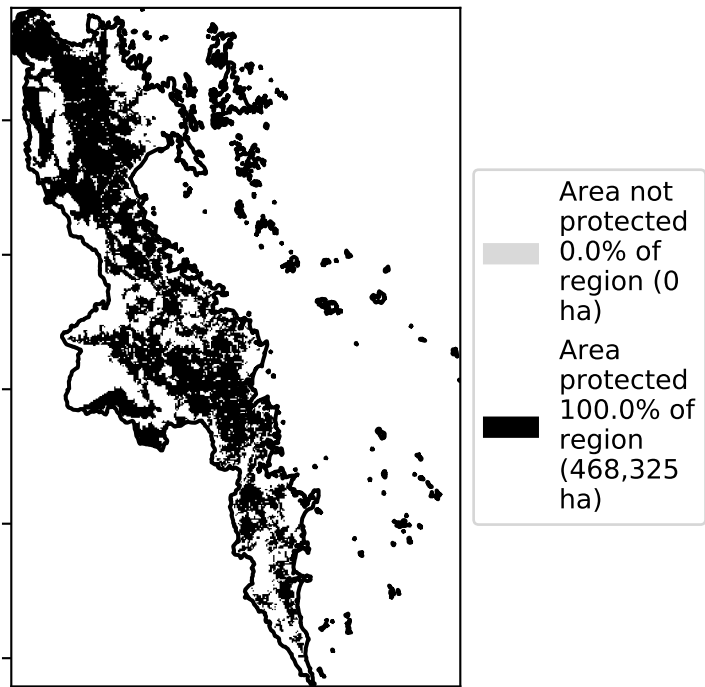 Area not
protected
0.0% of
region (0
ha)
Area
protected
100.0% of
region
(468,325
ha)